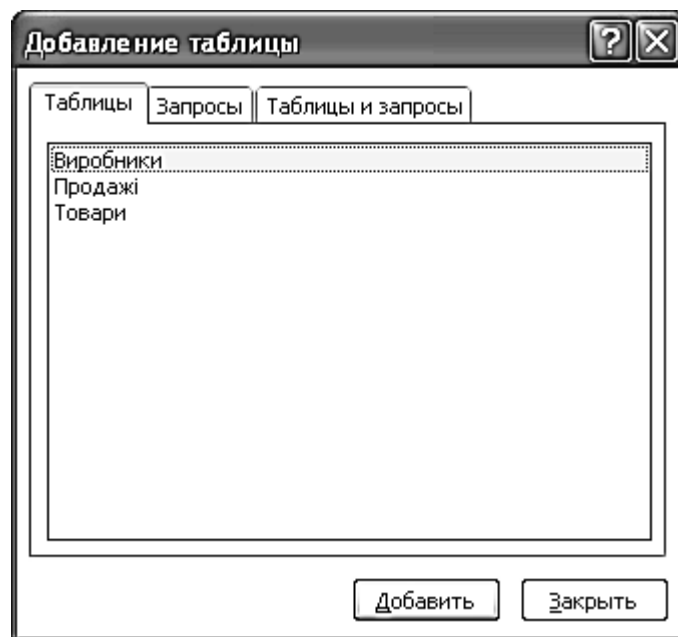 Добавление таблицы
Таблицы Запросы Таблицы и запросы
Виробники
Продажі
Товари
Добавить Закрыть